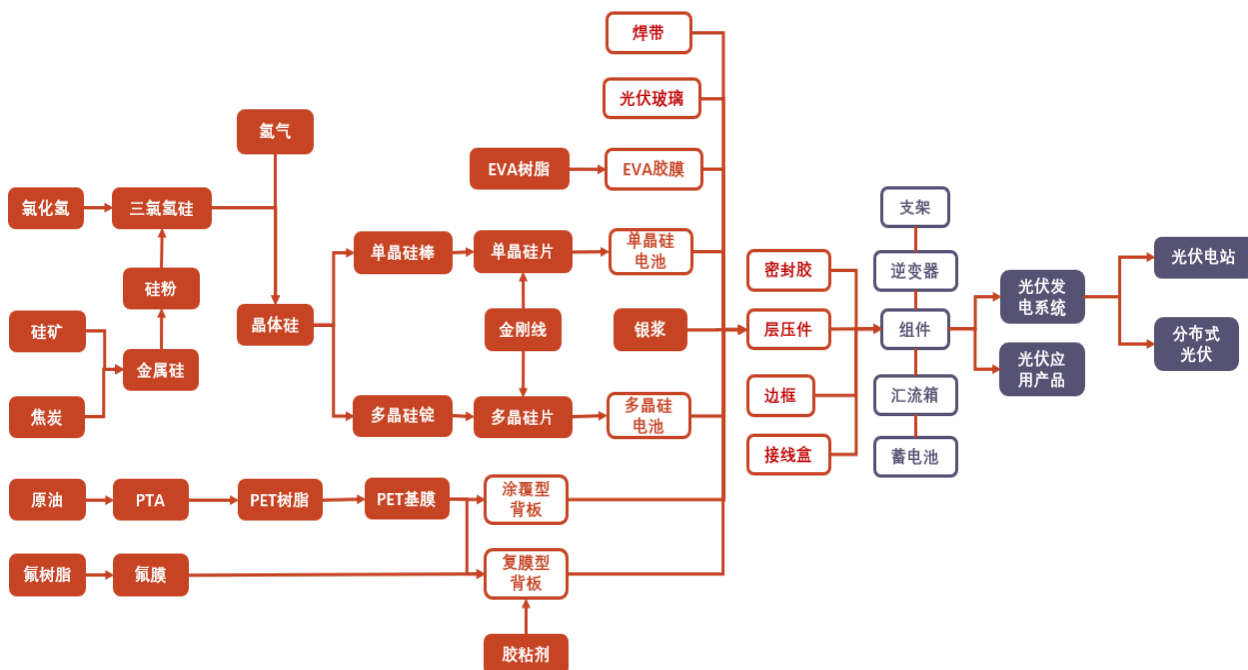 焊带
光伏玻璃
氢气
EVA树脂
EVA胶膜
氯化氢
三氯氢硅
支架
单晶硅棒
单晶硅片
单晶硅
电池
密封胶
逆变器
光伏电站
硅粉
光伏发
电系统
硅矿
晶体硅
金刚线
银浆
层压件
组件
分布式
光伏
金属硅
光伏应
用产品
焦炭
多晶硅锭
多晶硅片
多晶硅
电池
边框
汇流箱
接线盒
蓄电池
原油
PTA
PET树脂
PET基膜
涂覆型
背板
氟树脂
氟膜
复膜型
背板
胶粘剂